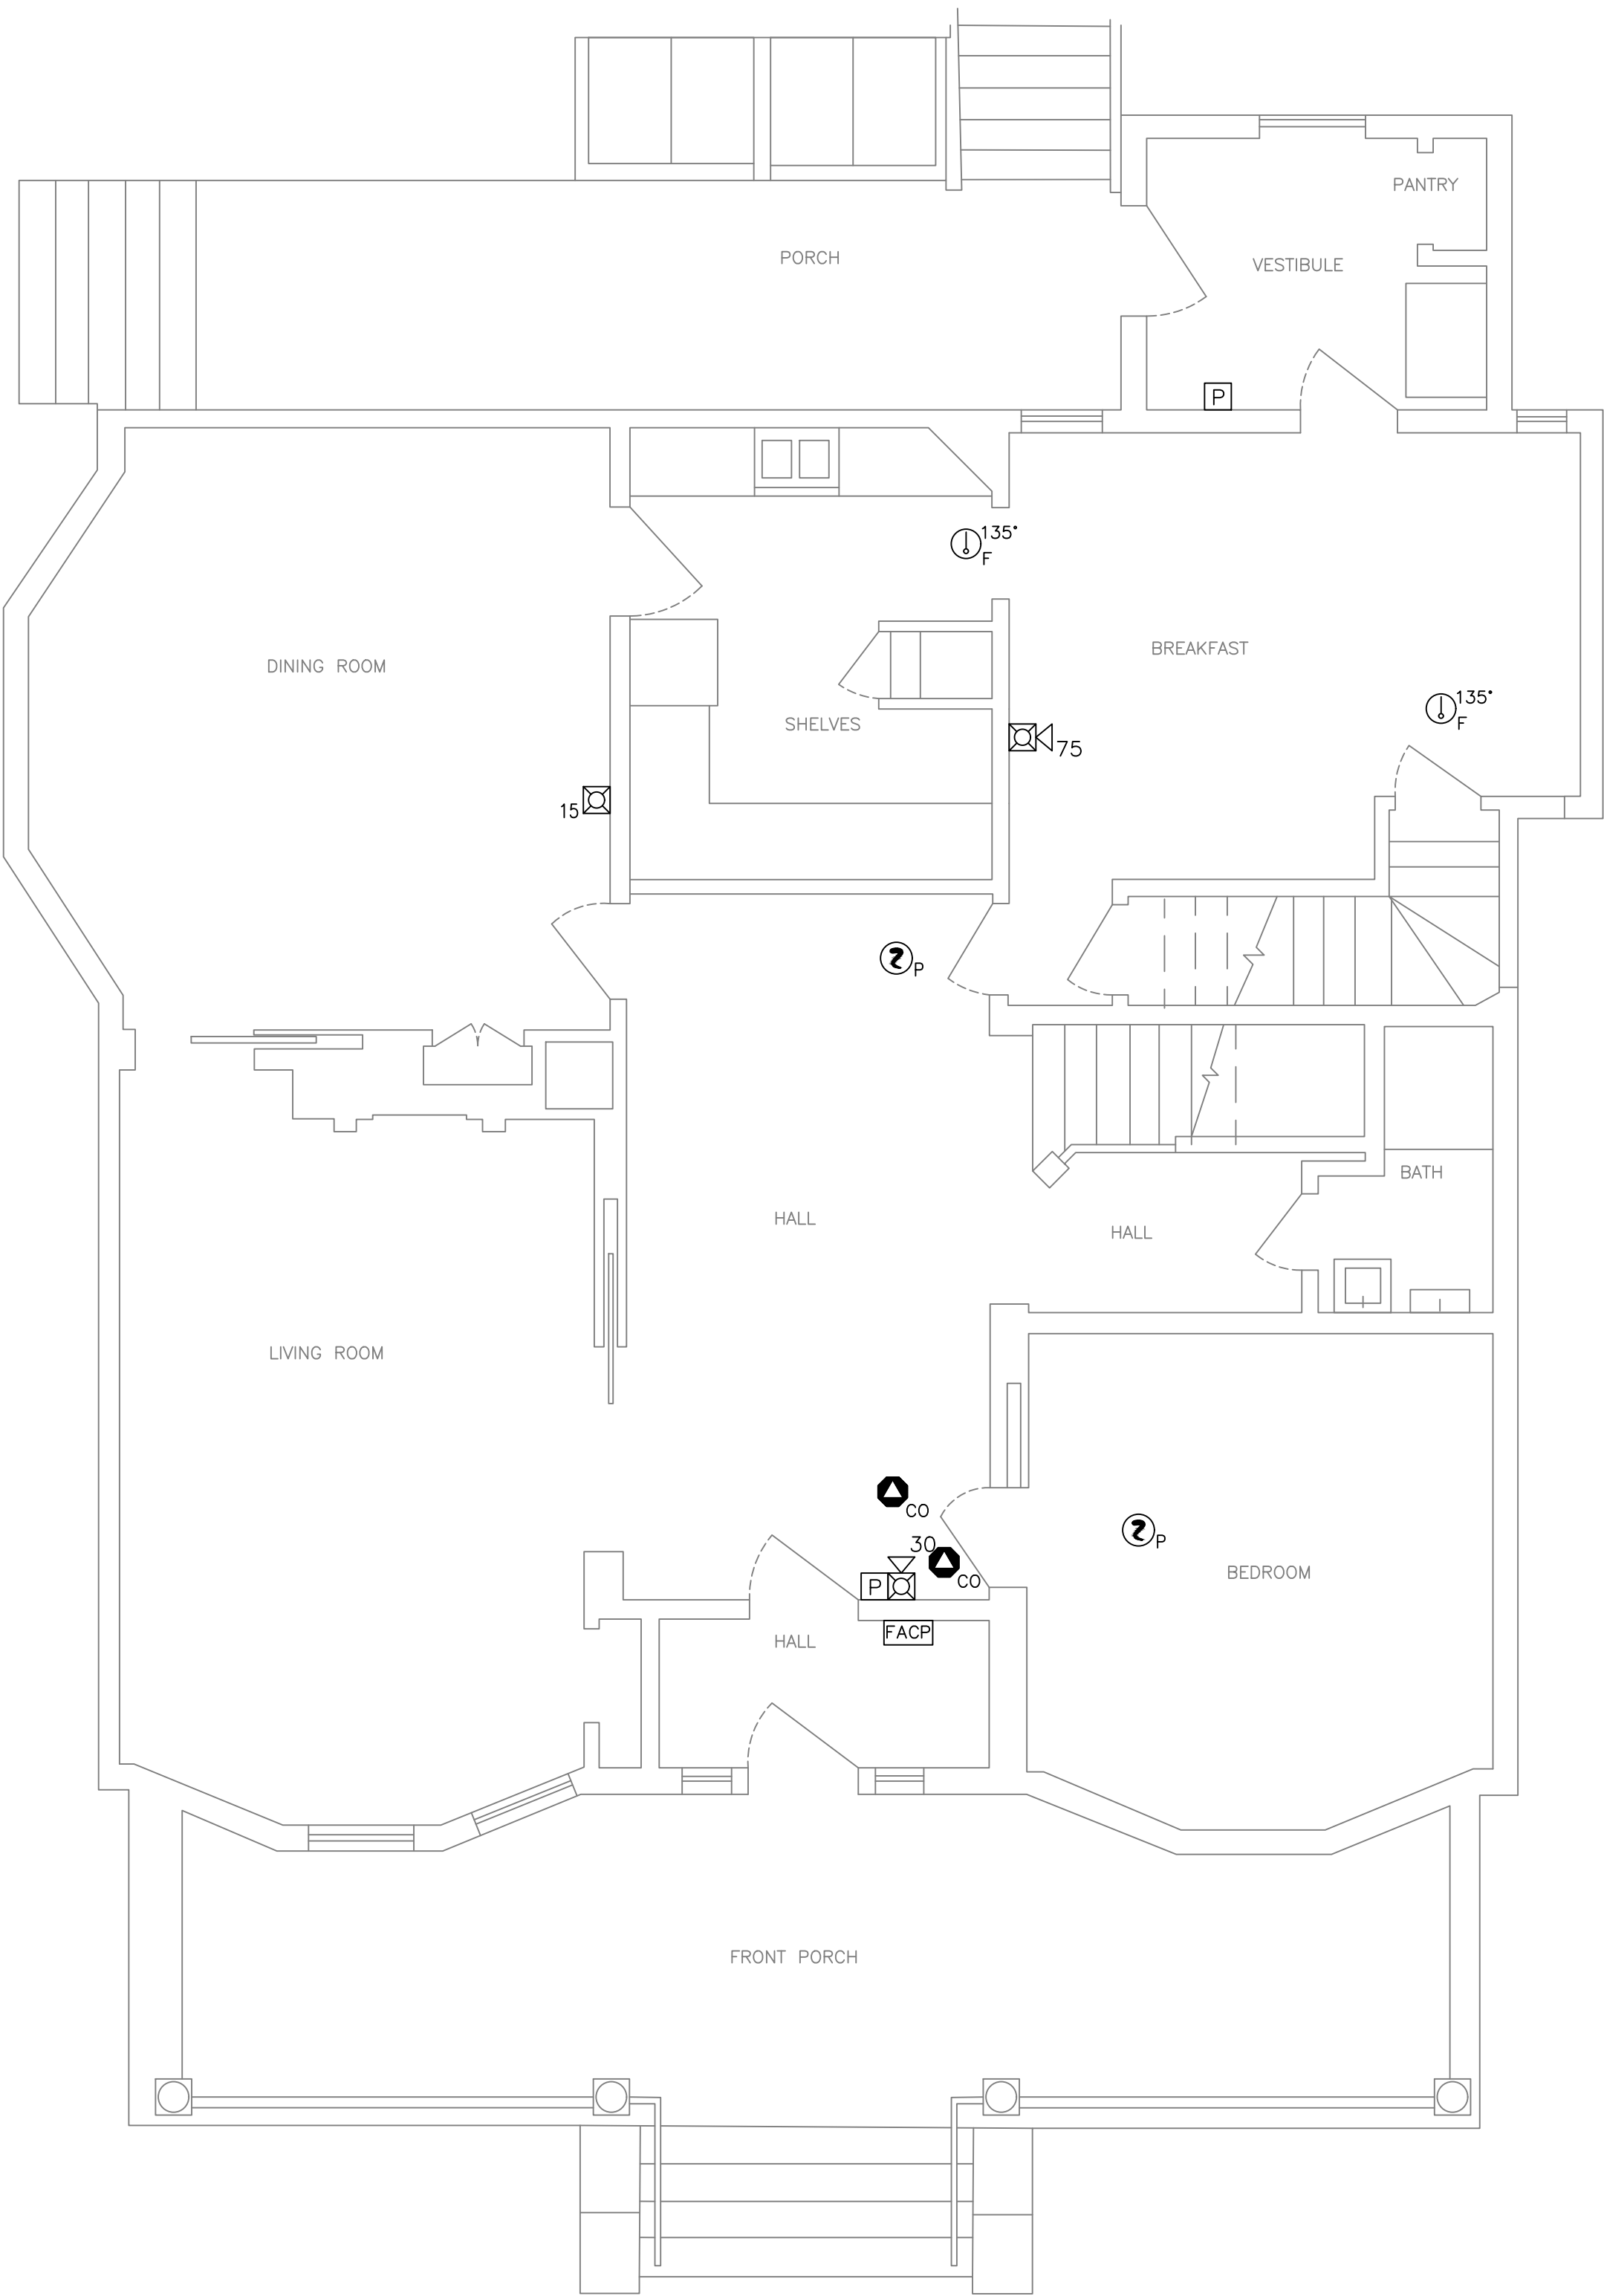 PANTRY
PORCH
VESTIBULE
P
135°
F
BREAKFAST
DINING ROOM
135°
F
SHELVES
75
15
P
BATH
HALL
HALL
LIVING ROOM
CO
30
P
CO
P
BEDROOM
FACP
HALL
FRONT PORCH